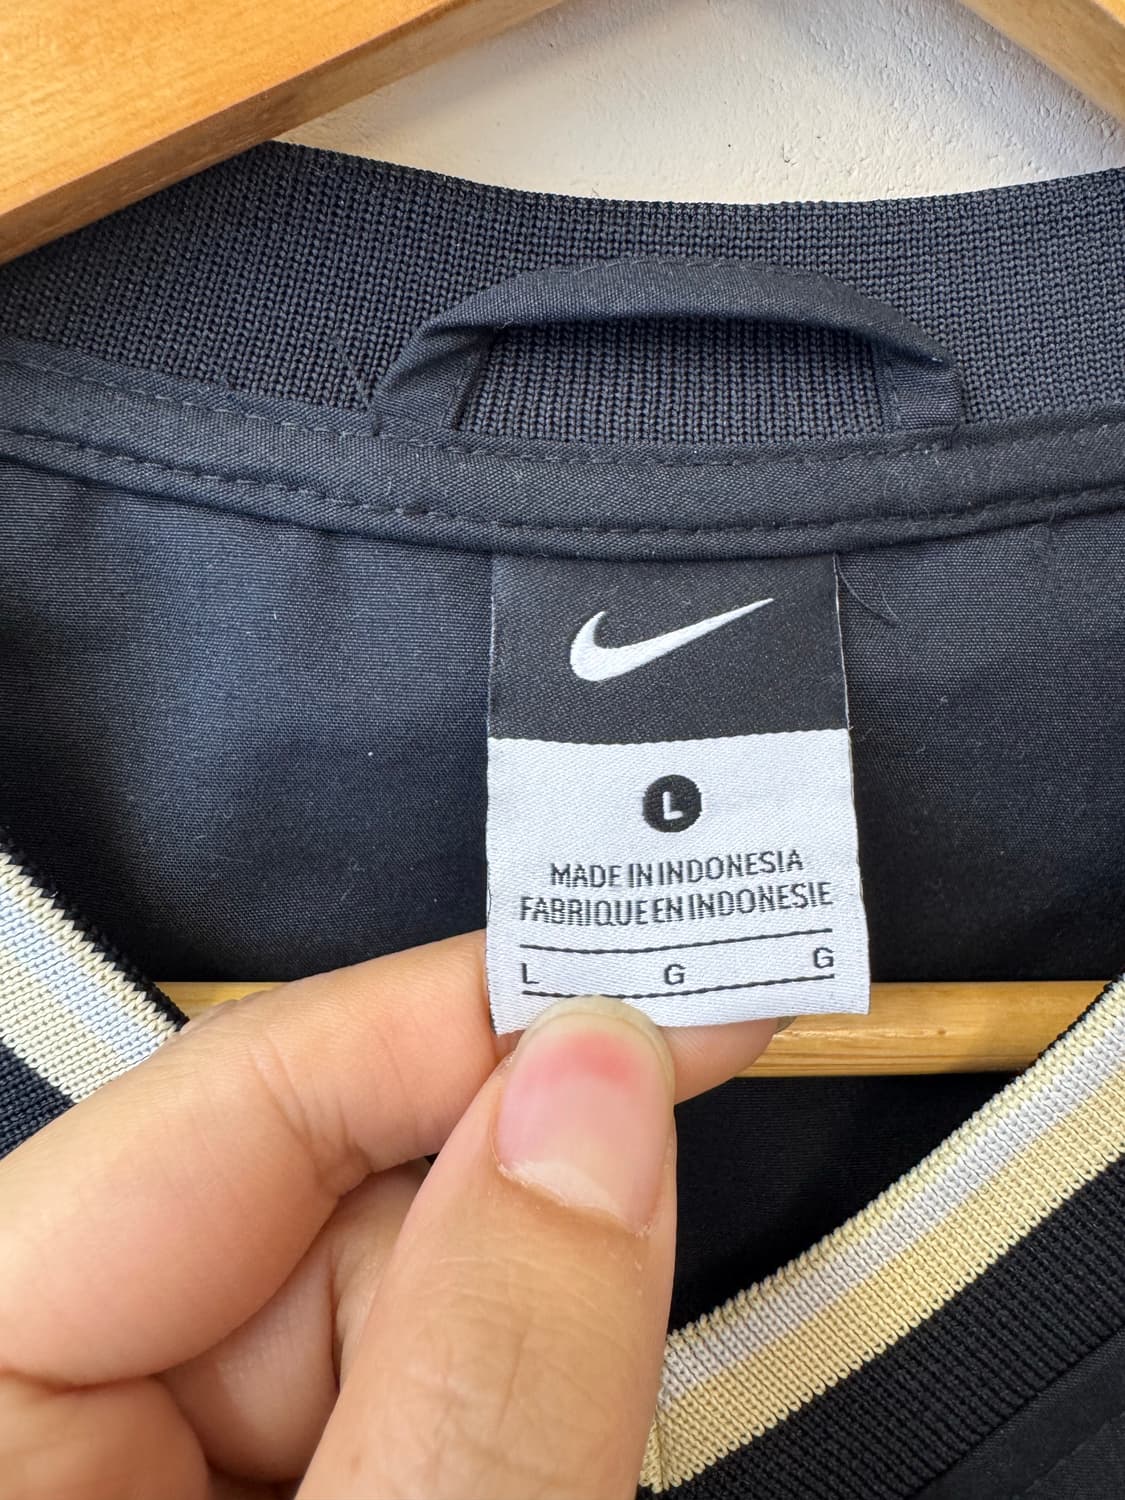 L
MADE IN INDONESIA
FABRIQUE EN INDONESIE
L G G